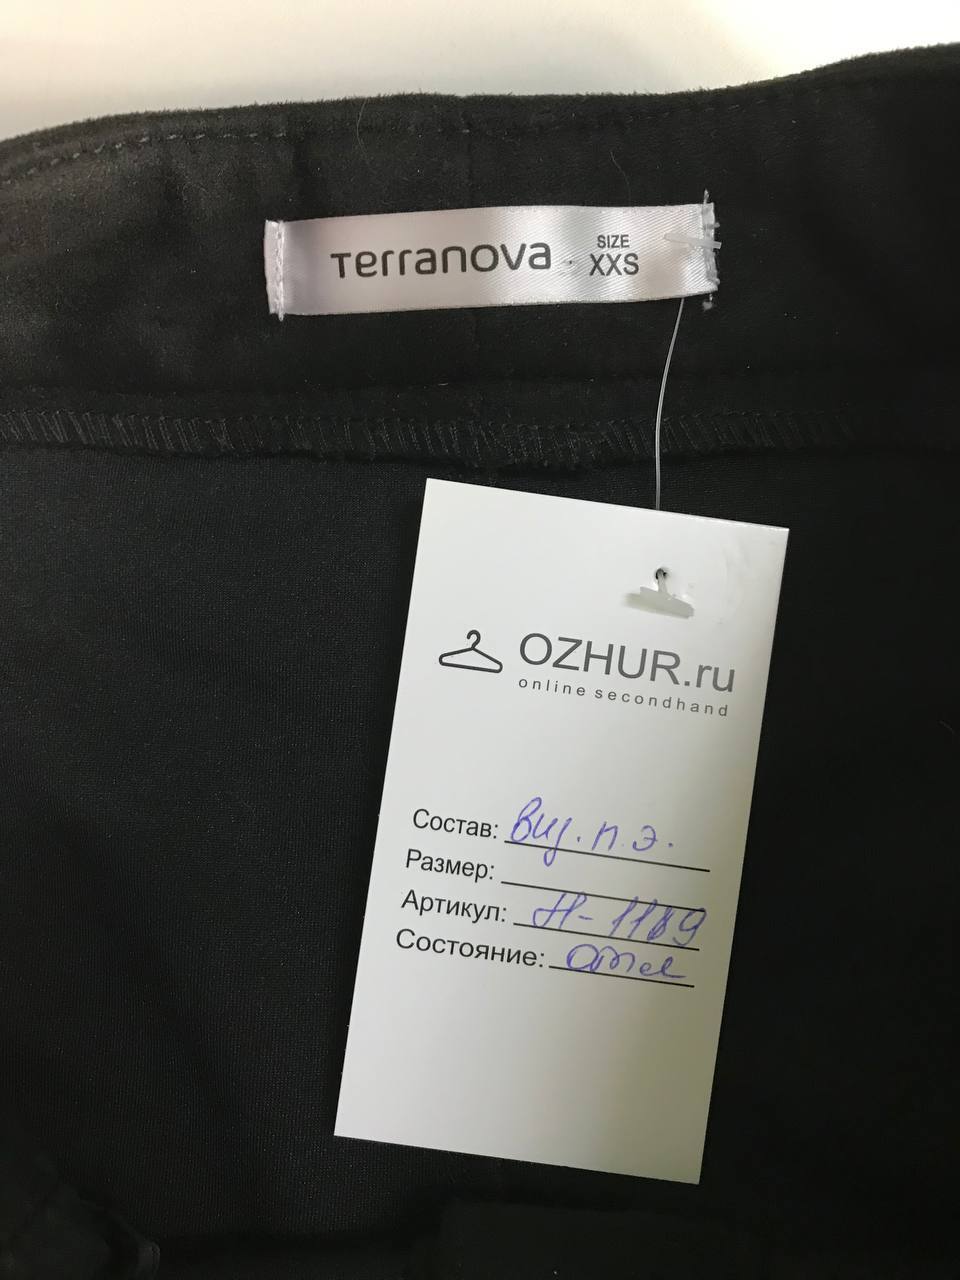 Terranova
SIZE
XXS
OZHUR.ru
online secondhand
Состав: виз. п. э.
Размер:
Артикул: Н-1189
Состояние: отл